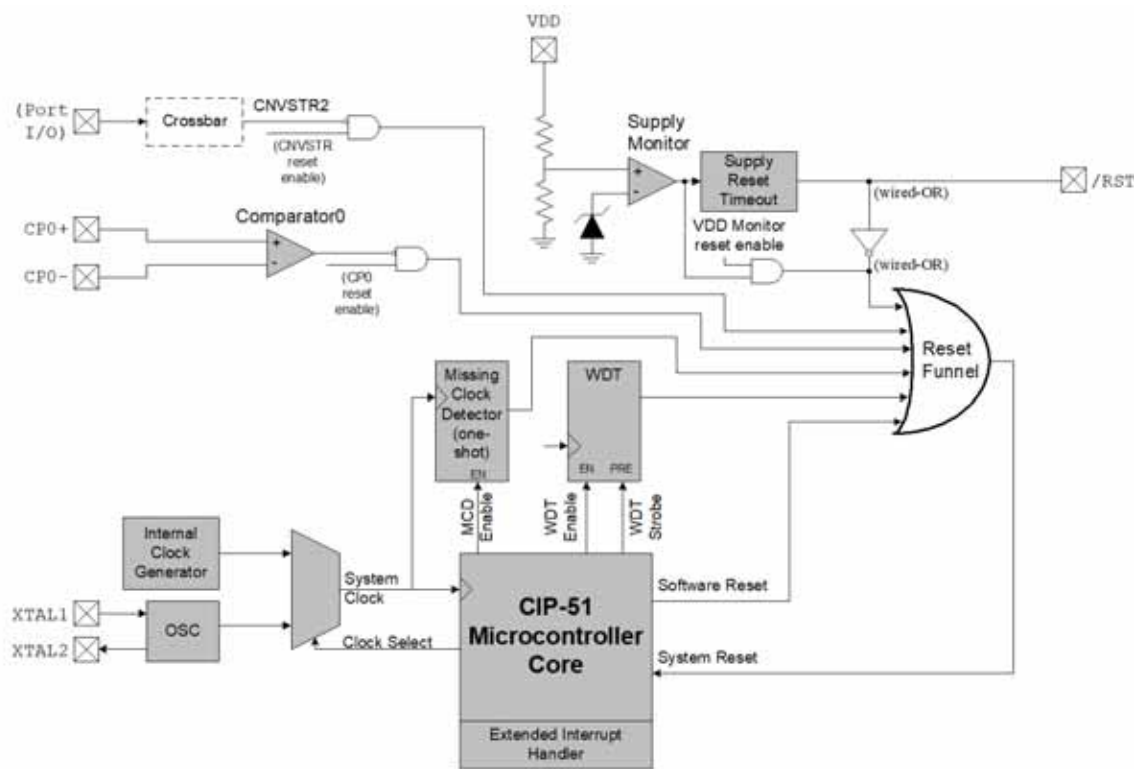 VDD
(Port
I/O)
Crossbar
CNVSTR2
(CNVSTR
reset
enable)
Supply
Monitor
+
-
Supply
Reset
Timeout
(wired-OR)
/RST
CP0+
CP0-
Comparator0
+
-
(CP0
reset
enable)
VDD Monitor
reset enable
(wired-OR)
Reset
Funnel
Missing
Clock
Detector
(one-
shot)
EN
WDT
EN
PRE
MCD
Enable
WDT
Enable
WDT
Strobe
Internal
Clock
Generator
System
Clock
XTAL1
XTAL2
OSC
Clock Select
CIP-51
Microcontroller
Core
Software Reset
System Reset
Extended Interrupt
Handler